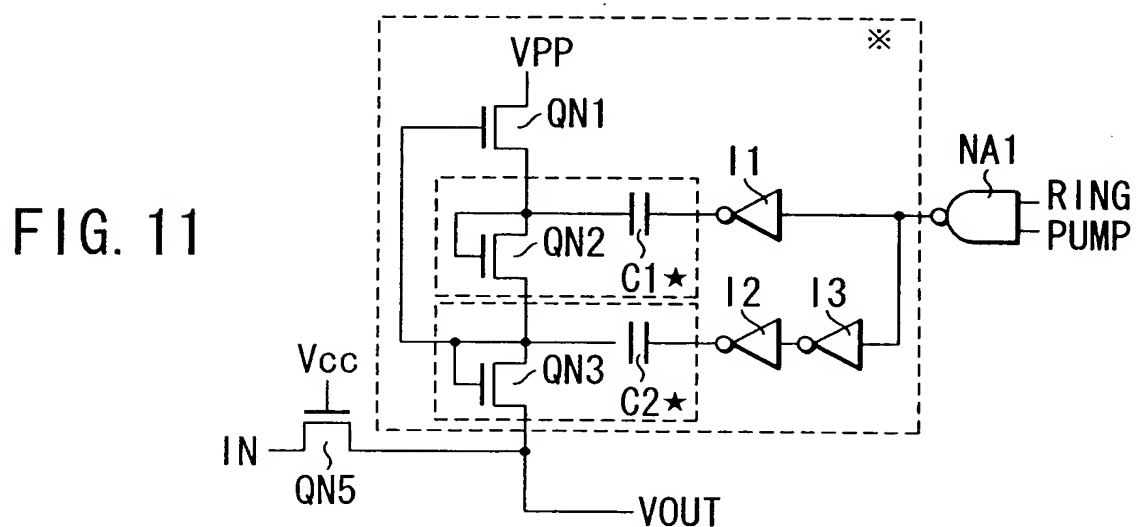 ※
VPP
QN1
NA1
I1
RING
PUMP
FIG. 11
QN2
C1★
I2
I3
QN3
C2★
Vcc
IN
QN5
VOUT